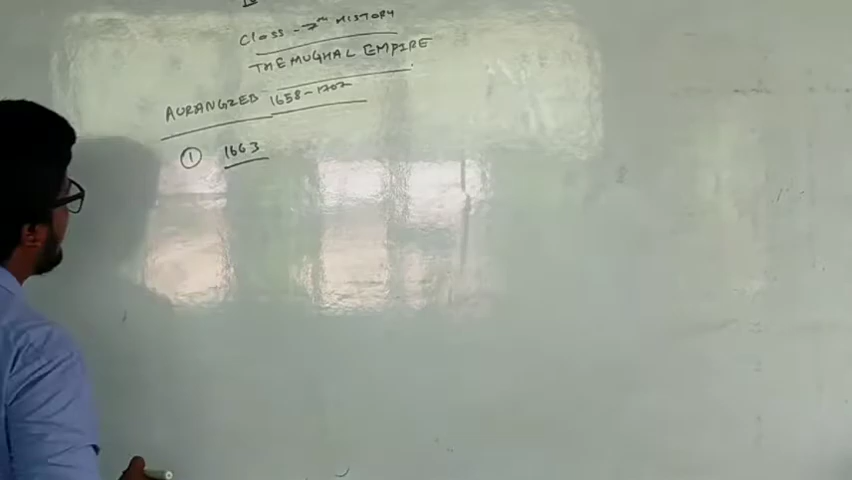 Class - 7th HISTORY
THE MUGHAL EMPIRE
AURANGZEB 1658-1707
① 1663